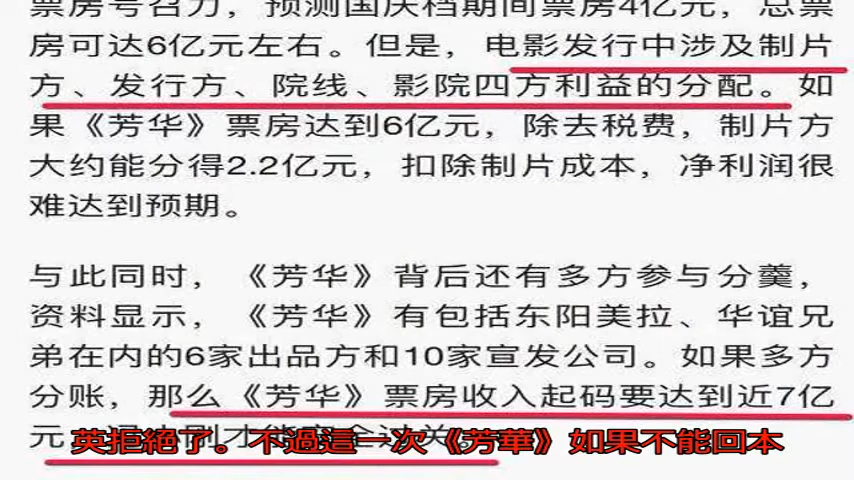 票房号召力，预测国庆档期间票房4亿元，总票
房可达6亿元左右。但是，电影发行中涉及制片
方、发行方、院线、影院四方利益的分配。如
果《芳华》票房达到6亿元，除去税费，制片方
大约能分得2.2亿元，扣除制片成本，净利润很
难达到预期。
与此同时，《芳华》背后还有多方参与分羹，
资料显示，《芳华》有包括东阳美拉、华谊兄
弟在内的6家出品方和10家宣发公司。如果多方
分账，那么《芳华》票房收入起码要达到近7亿
元
英拒絶了。不過這一次《芳華》如果不能回本